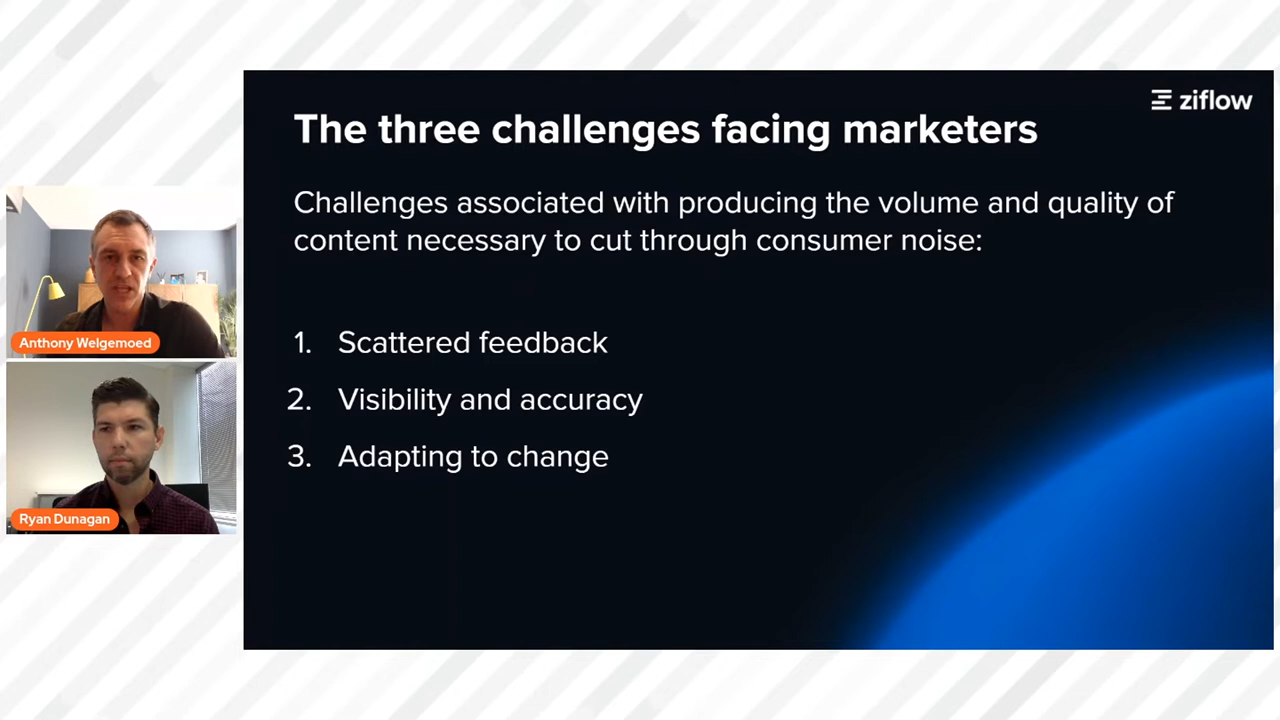 ziflow
The three challenges facing marketers
Challenges associated with producing the volume and quality of
content necessary to cut through consumer noise:
1. Scattered feedback
2. Visibility and accuracy
3. Adapting to change
Anthony Welgemoed
Ryan Dunagan